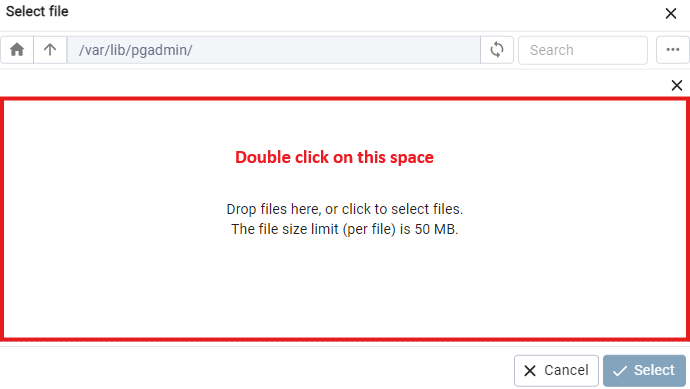 Select file
/var/lib/pgadmin/
Search
Double click on this space
Drop files here, or click to select files.
The file size limit (per file) is 50 MB.
Cancel
Select